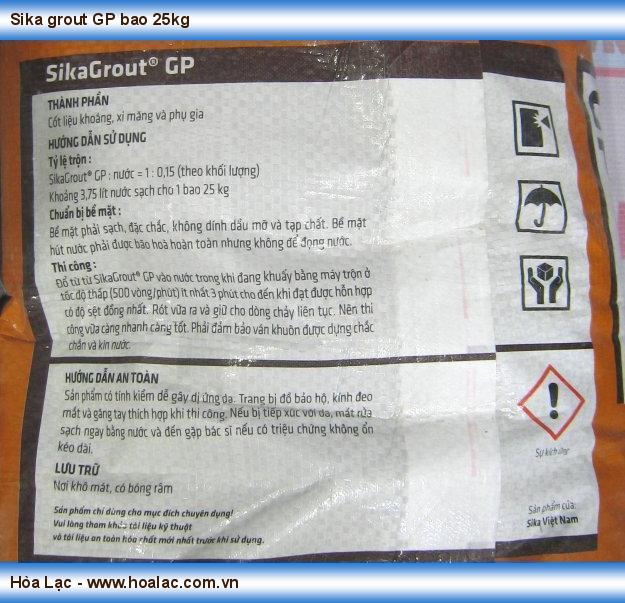 Sika grout GP bao 25kg
SikaGrout® GP
THÀNH PHẦN
Cốt liệu khoáng, xi măng và phụ gia
HƯỚNG DẪN SỬ DỤNG
Tỷ lệ trộn :
SikaGrout® GP : nước = 1 : 0,15 (theo khối lượng)
Khoảng 3,75 lít nước sạch cho 1 bao 25 kg
Chuẩn bị bề mặt :
Bề mặt phải sạch, đặc chắc, không dính dầu mỡ và tạp chất. Bề mặt
hút nước phải được bão hoà hoàn toàn nhưng không để đọng nước.
Thi công :
Đổ từ từ SikaGrout® GP vào nước trong khi đang khuấy bằng máy trộn ở
tốc độ thấp (500 vòng/phút) ít nhất 3 phút cho đến khi đạt được hỗn hợp
có độ sệt đồng nhất. Rót vữa ra và giữ cho dòng chảy liên tục. Nên thi
công vữa càng nhanh càng tốt. Phải đảm bảo ván khuôn được dựng chắc
chắn và kín nước.
HƯỚNG DẪN AN TOÀN
Sản phẩm có tính kiềm dễ gây dị ứng da. Trang bị đồ bảo hộ, kính đeo
mắt và găng tay thích hợp khi thi công. Nếu bị tiếp xúc với da, mắt rửa
sạch ngay bằng nước và đến gặp bác sĩ nếu có triệu chứng không ổn
kéo dài.
Sự kích ứng
LƯU TRỮ
Nơi khô mát, có bóng râm
Sản phẩm chỉ dùng cho mục đích chuyên dụng!
Vui lòng tham khảo tài liệu kỹ thuật
và tài liệu an toàn hóa chất mới nhất trước khi sử dụng.
Sản phẩm của:
Sika Việt Nam
Hòa Lạc - www.hoalac.com.vn